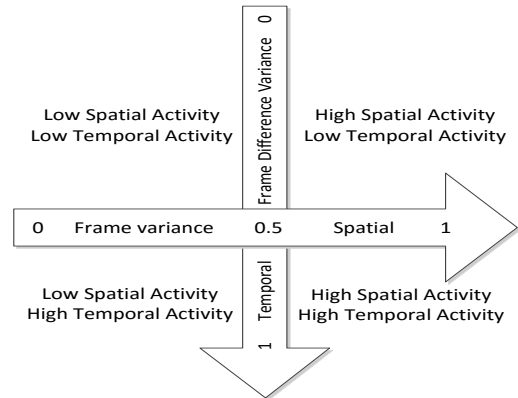 Low Spatial Activity
Low Temporal Activity
Frame Difference Variance 0
High Spatial Activity
Low Temporal Activity
0 Frame variance 0.5 Spatial 1
Low Spatial Activity
High Temporal Activity
1 Temporal
High Spatial Activity
High Temporal Activity